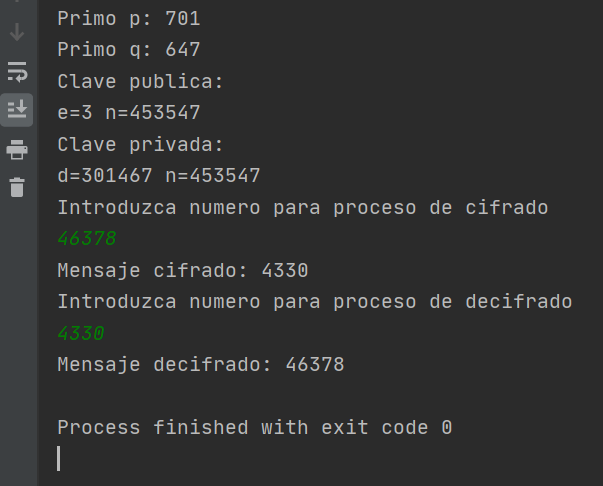 Primo p: 701
Primo q: 647
Clave publica:
e=3 n=453547
Clave privada:
d=301467 n=453547
Introduzca numero para proceso de cifrado
46378
Mensaje cifrado: 4330
Introduzca numero para proceso de decifrado
4330
Mensaje decifrado: 46378
Process finished with exit code 0